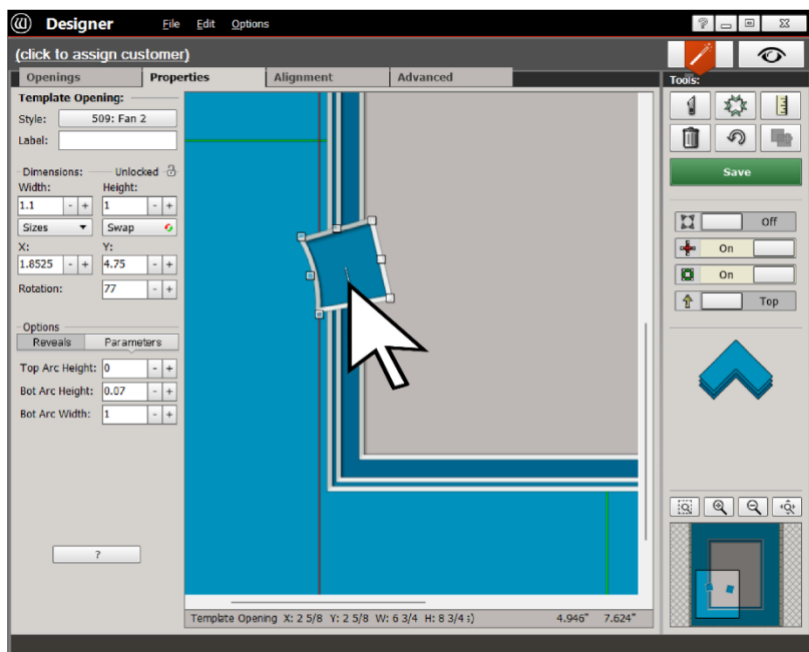 Designer File Edit Options
(click to assign customer)
Openings Properties Alignment Advanced
Tools:
Template Opening:
Style: 509: Fan 2
Label:
Dimensions: Unlocked
Width: Height:
1.1 - + 1 - +
Sizes Swap
X: Y:
1.8525 - + 4.75 - +
Rotation: 77 - +
Options
Reveals Parameters
Top Arc Height: 0 - +
Bot Arc Height: 0.07 - +
Bot Arc Width: 1 - +
?
Save
Off
On
On
Top
Template Opening X: 2 5/8 Y: 2 5/8 W: 6 3/4 H: 8 3/4 :) 4.946" 7.624"